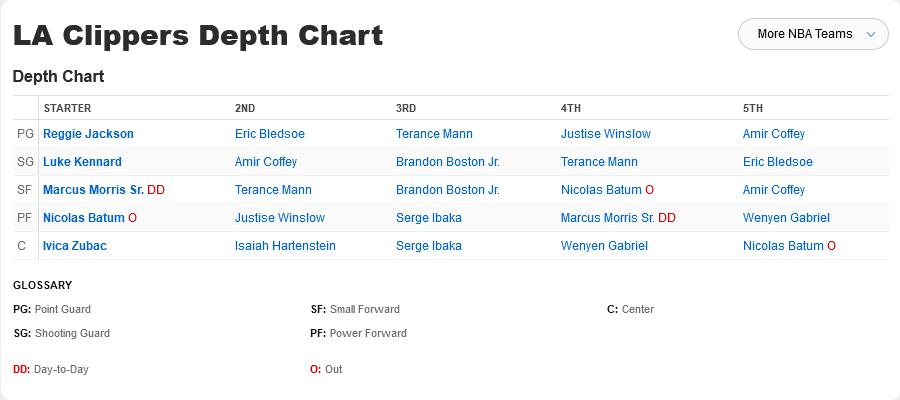 LA Clippers Depth Chart
More NBA Teams
Depth Chart
STARTER 2ND 3RD 4TH 5TH
PG Reggie Jackson Eric Bledsoe Terance Mann Justise Winslow Amir Coffey
SG Luke Kennard Amir Coffey Brandon Boston Jr. Terance Mann Eric Bledsoe
SF Marcus Morris Sr. DD Terance Mann Brandon Boston Jr. Nicolas Batum O Amir Coffey
PF Nicolas Batum O Justise Winslow Serge Ibaka Marcus Morris Sr. DD Wenyen Gabriel
C Ivica Zubac Isaiah Hartenstein Serge Ibaka Wenyen Gabriel Nicolas Batum O
GLOSSARY
PG: Point Guard SF: Small Forward C: Center
SG: Shooting Guard PF: Power Forward
DD: Day-to-Day O: Out